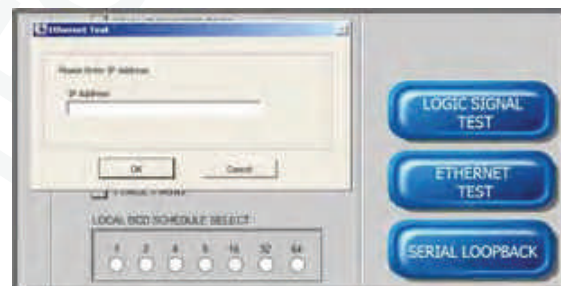 Ethernet Test
Please Enter IP Address
IP Address
OK
Cancel
LOCAL BCD SCHEDULE SELECT
1 2 4 8 16 32 64
LOGIC SIGNAL
TEST
ETHERNET
TEST
SERIAL LOOPBACK